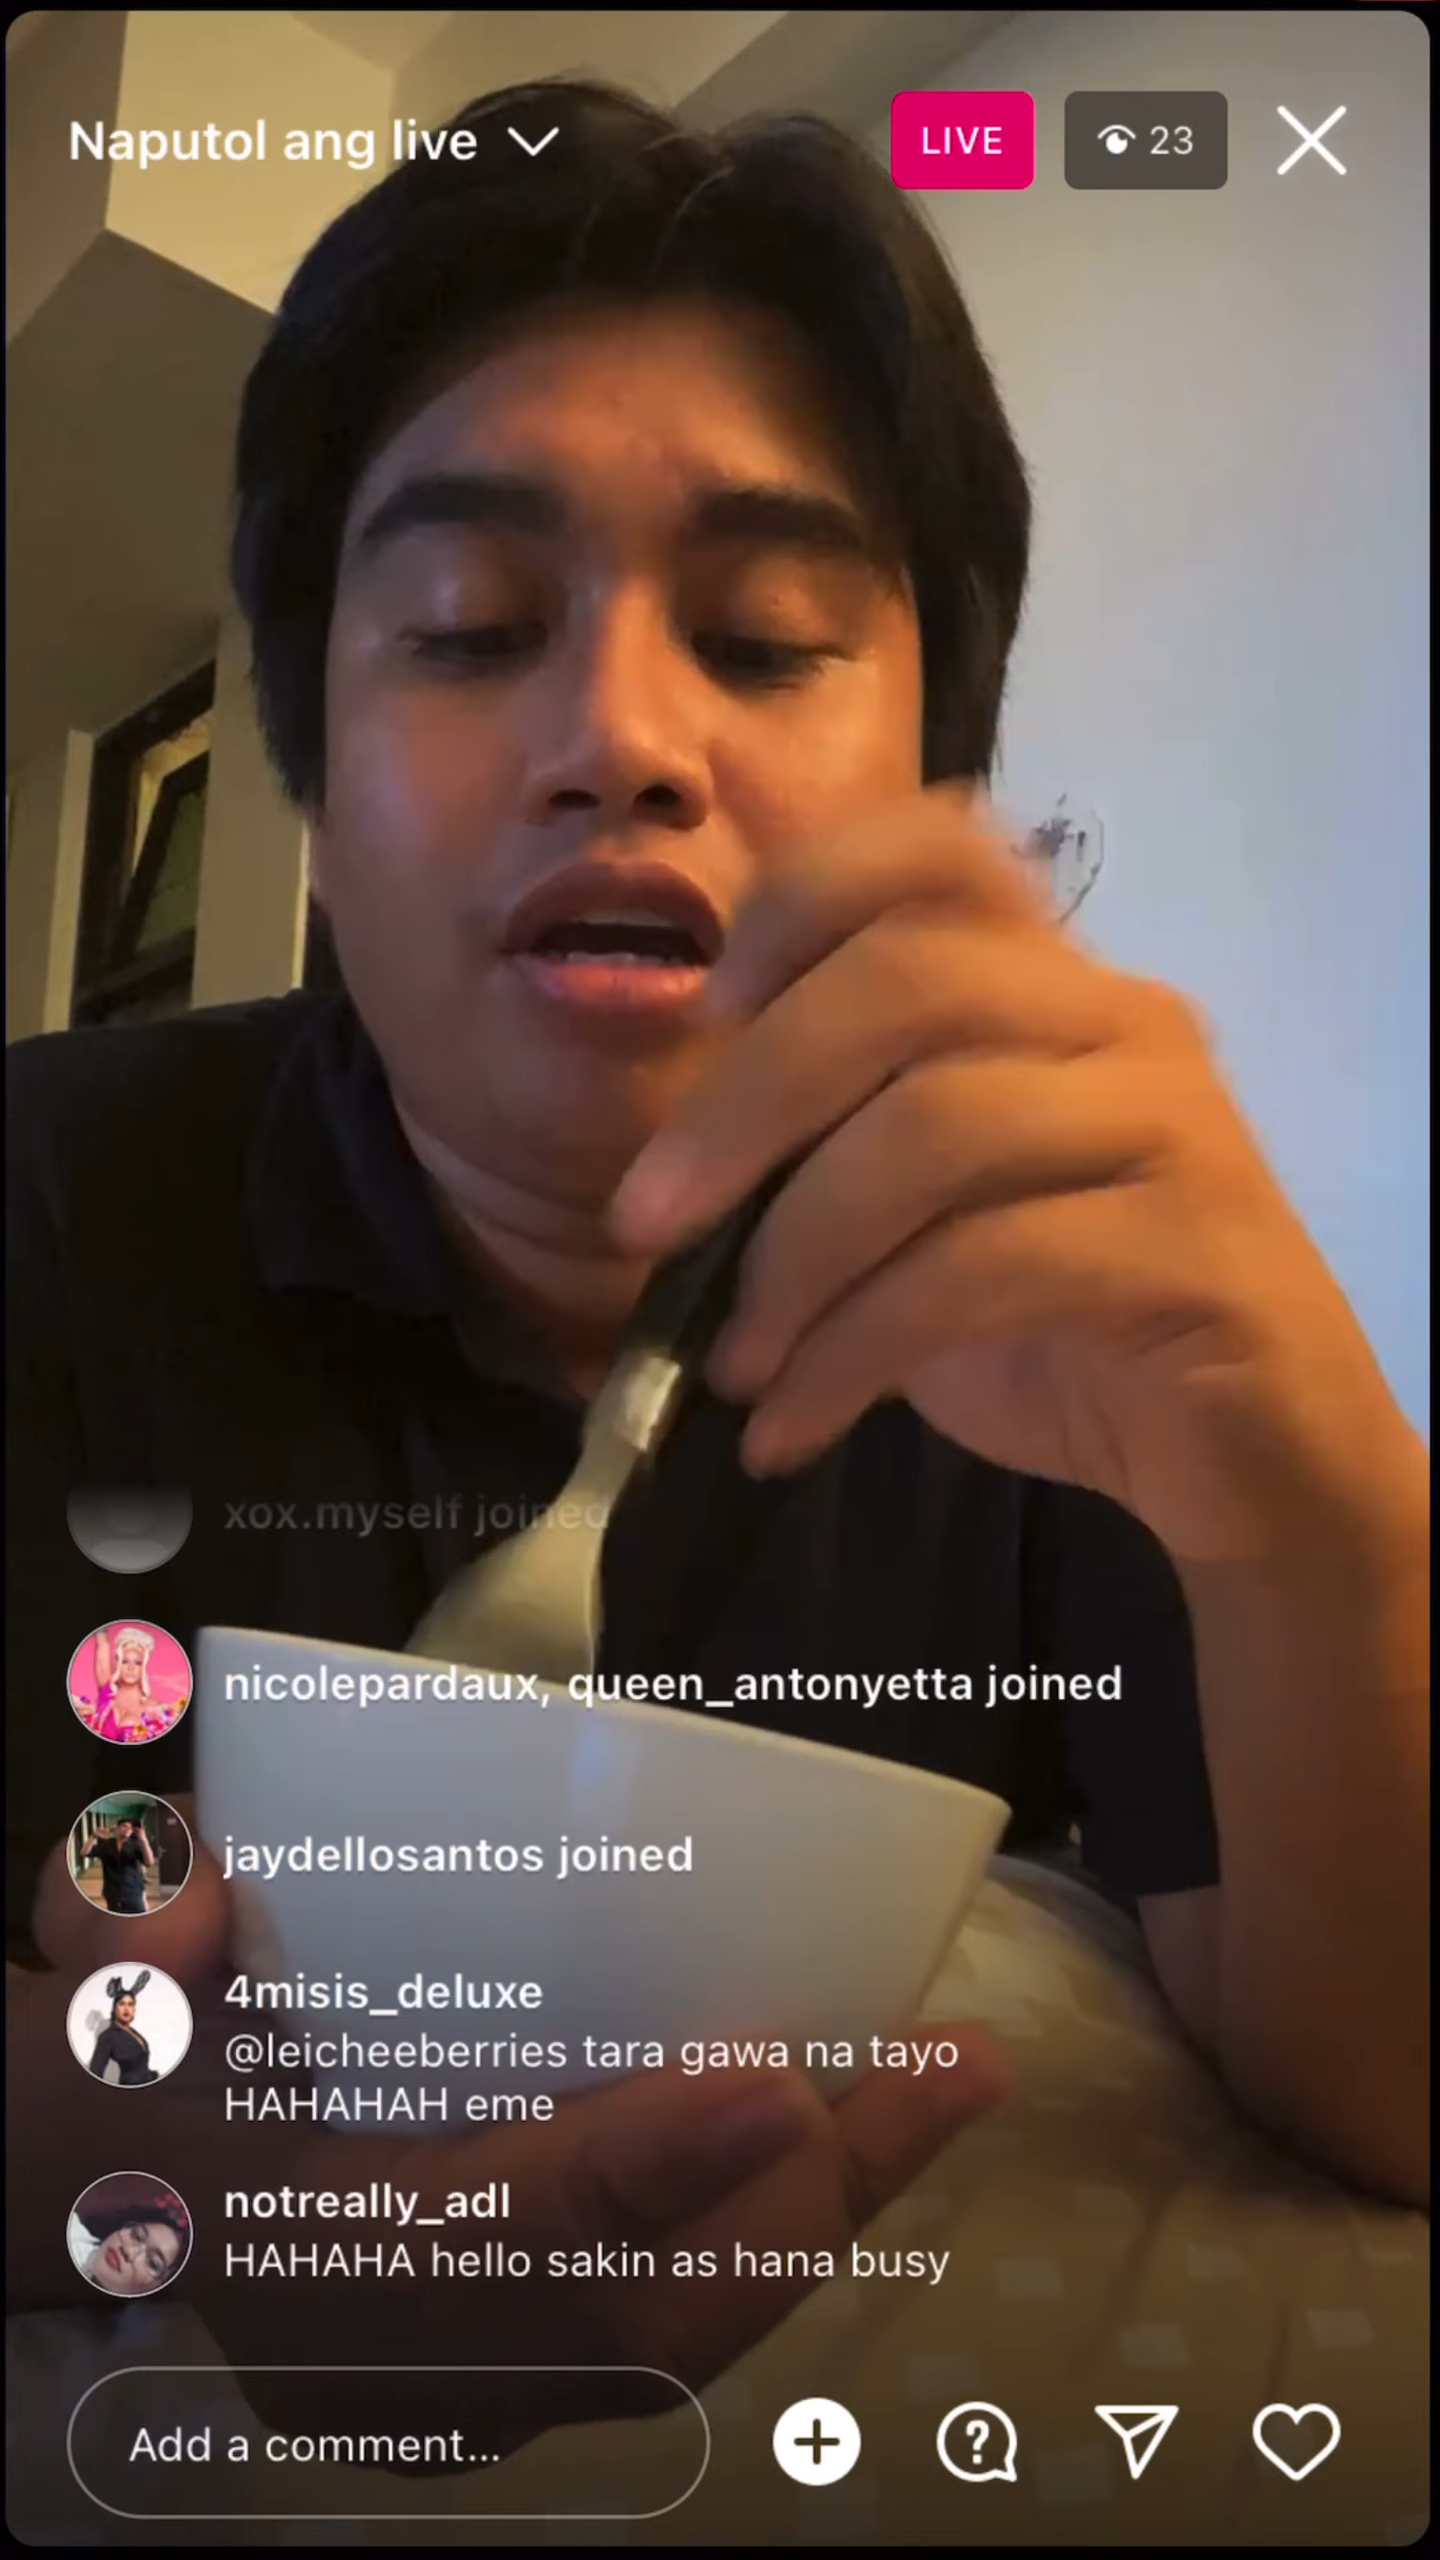 Naputol ang live
LIVE
23
xox.myself joined
nicolepardaux, queen_antonyetta joined
jaydellosantos joined
4misis_deluxe
@leicheeberries tara gawa na tayo
HAHAHAH eme
notreally_adl
HAHAHA hello sakin as hana busy
Add a comment...